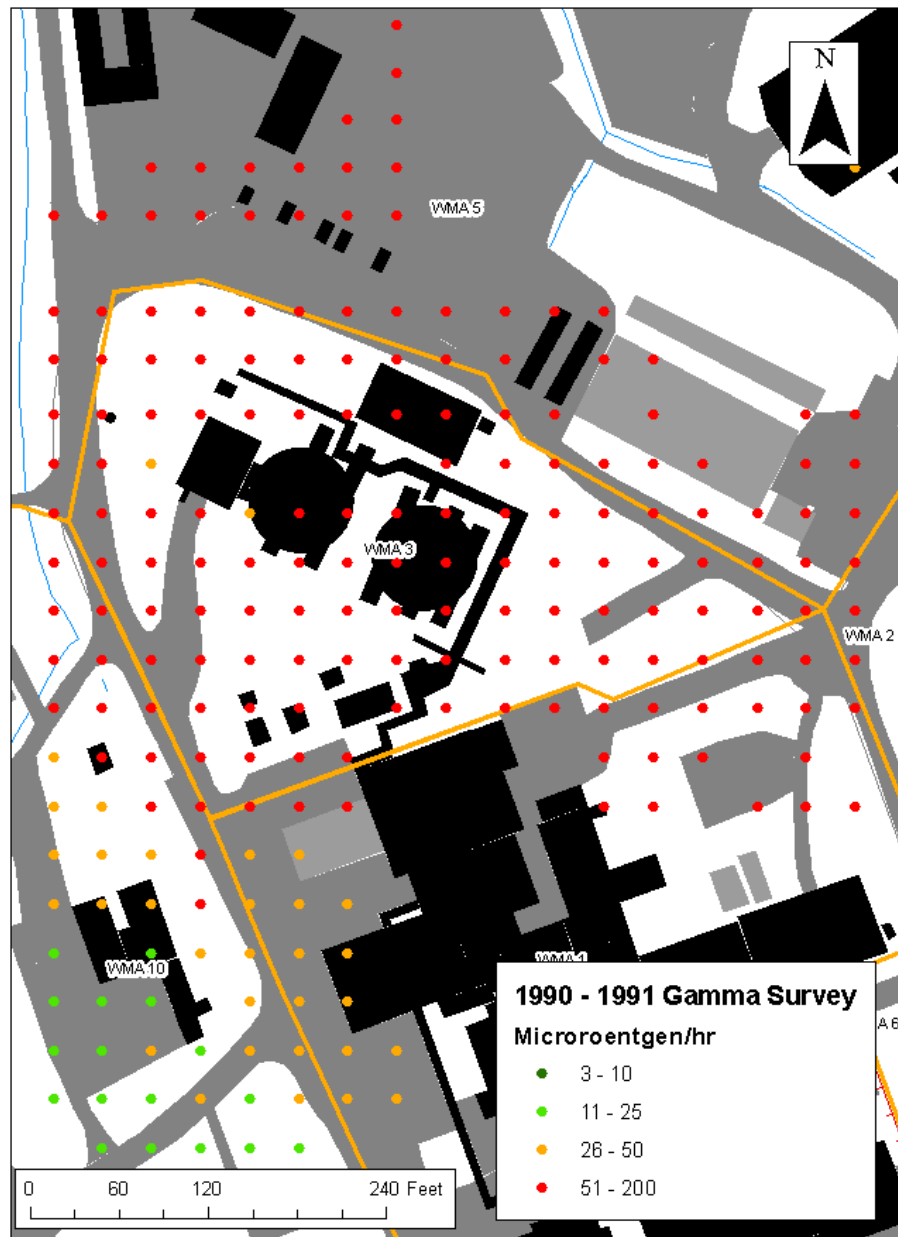 N
WMA 5
WMA 3
WMA 2
WMA 10
WMA 1
A 6
1990 - 1991 Gamma Survey
Microroentgen/hr
3 - 10
11 - 25
26 - 50
51 - 200
0 60 120 240 Feet